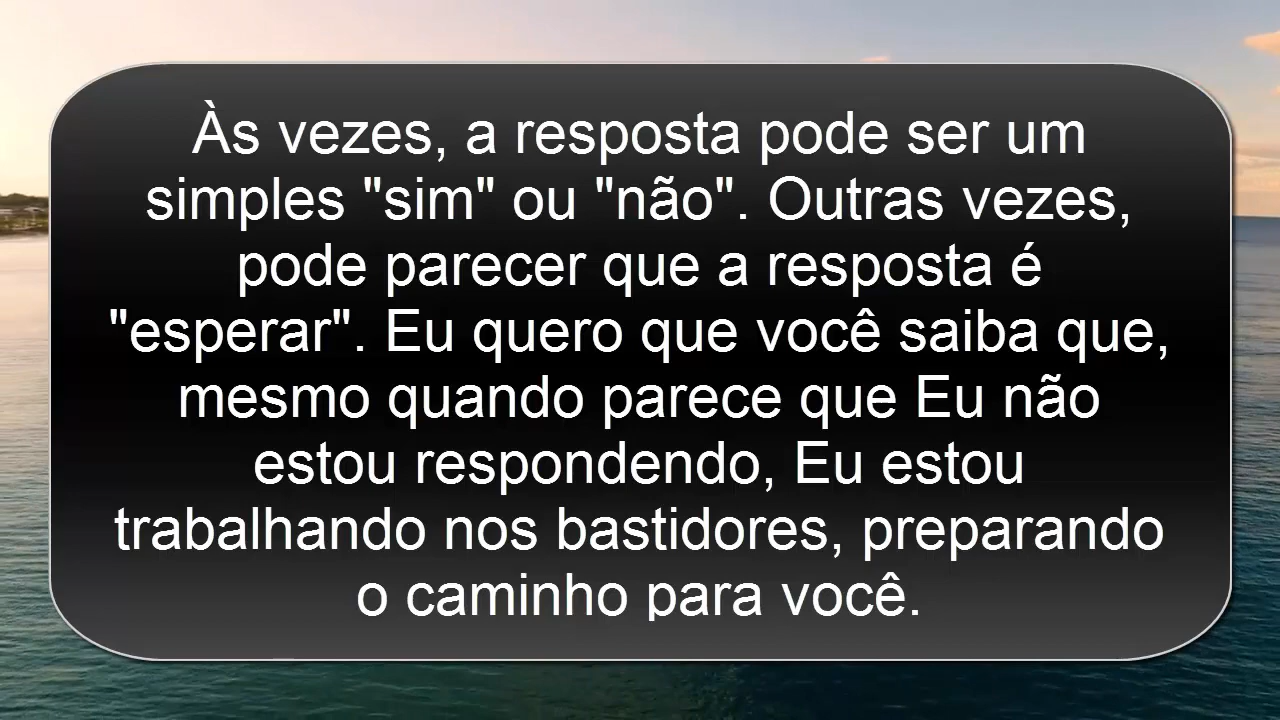 Às vezes, a resposta pode ser um
simples "sim" ou "não". Outras vezes,
pode parecer que a resposta é
"esperar". Eu quero que você saiba que,
mesmo quando parece que Eu não
estou respondendo, Eu estou
trabalhando nos bastidores, preparando
o caminho para você.